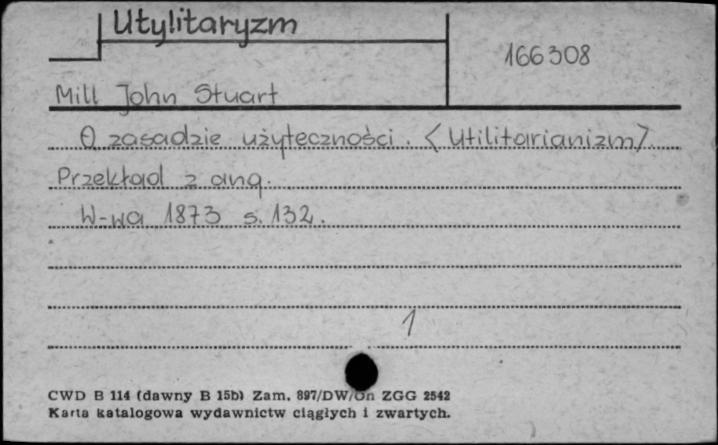 Utylitaryzm
166308
Mill John Stuart
O zasadzie użyteczności. <Utilitarianizm>.
Przekład z ang.
W-wa 1873 s. 132.
1
CWD B 114 (dawny B 15b) Zam. 897/DW/On ZGG 2542
Karta katalogowa wydawnictw ciągłych i zwartych.